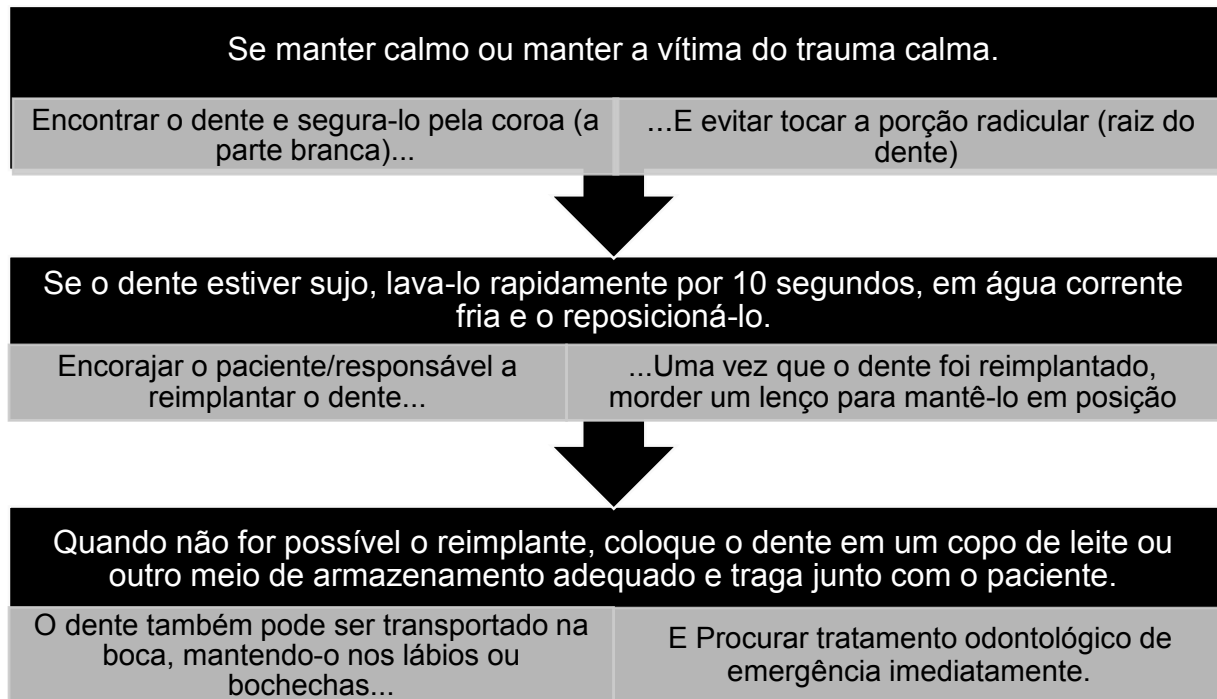 Se manter calmo ou manter a vítima do trauma calma.
Encontrar o dente e segura-lo pela coroa (a
parte branca)...
...E evitar tocar a porção radicular (raiz do
dente)
Se o dente estiver sujo, lava-lo rapidamente por 10 segundos, em água corrente
fria e o reposicioná-lo.
Encorajar o paciente/responsável a
reimplantar o dente...
...Uma vez que o dente foi reimplantado,
morder um lenço para mantê-lo em posição
Quando não for possível o reimplante, coloque o dente em um copo de leite ou
outro meio de armazenamento adequado e traga junto com o paciente.
O dente também pode ser transportado na
boca, mantendo-o nos lábios ou
bochechas...
E Procurar tratamento odontológico de
emergência imediatamente.